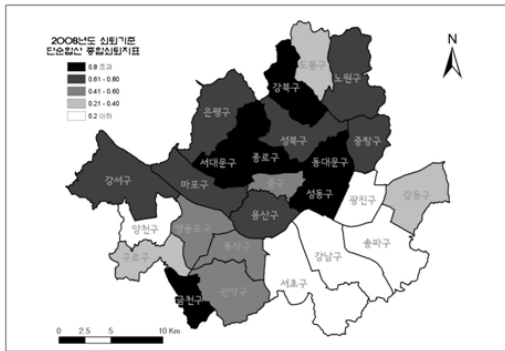 2008년도 쇠퇴기준
단순합산 종합쇠퇴지표
0.8 초과
0.61 - 0.80
0.41 - 0.60
0.21 - 0.40
0.2 이하
N
도봉구
강북구
노원구
은평구
성북구
중랑구
서대문구
종로구
동대문구
강서구
마포구
중구
성동구
광진구
강동구
용산구
양천구
영등포구
동작구
송파구
강남구
구로구
서초구
금천구
관악구
0 2.5 5 10 Km